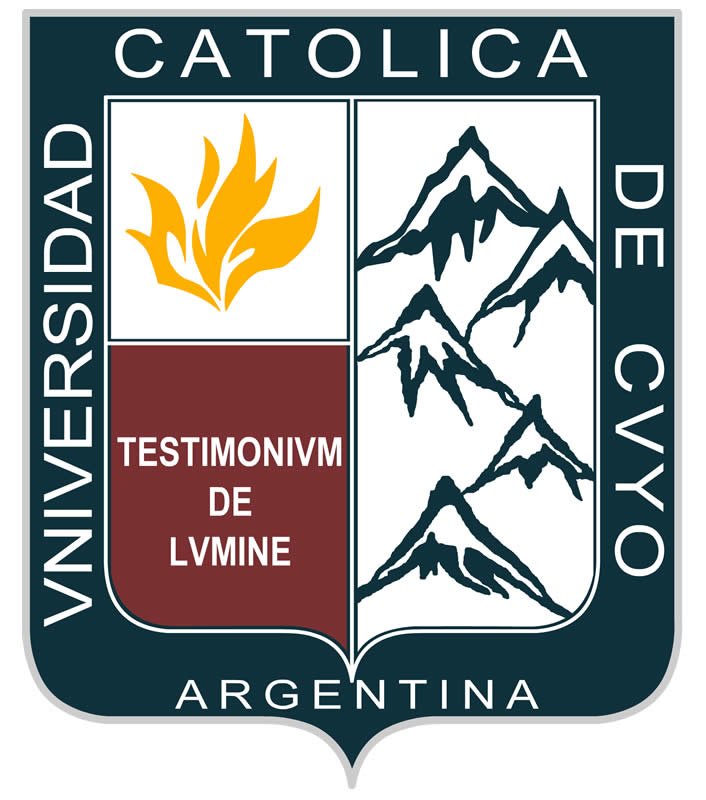 VNIVERSIDAD
CATOLICA
DE CVYO
TESTIMONIVM
DE
LVMINE
ARGENTINA